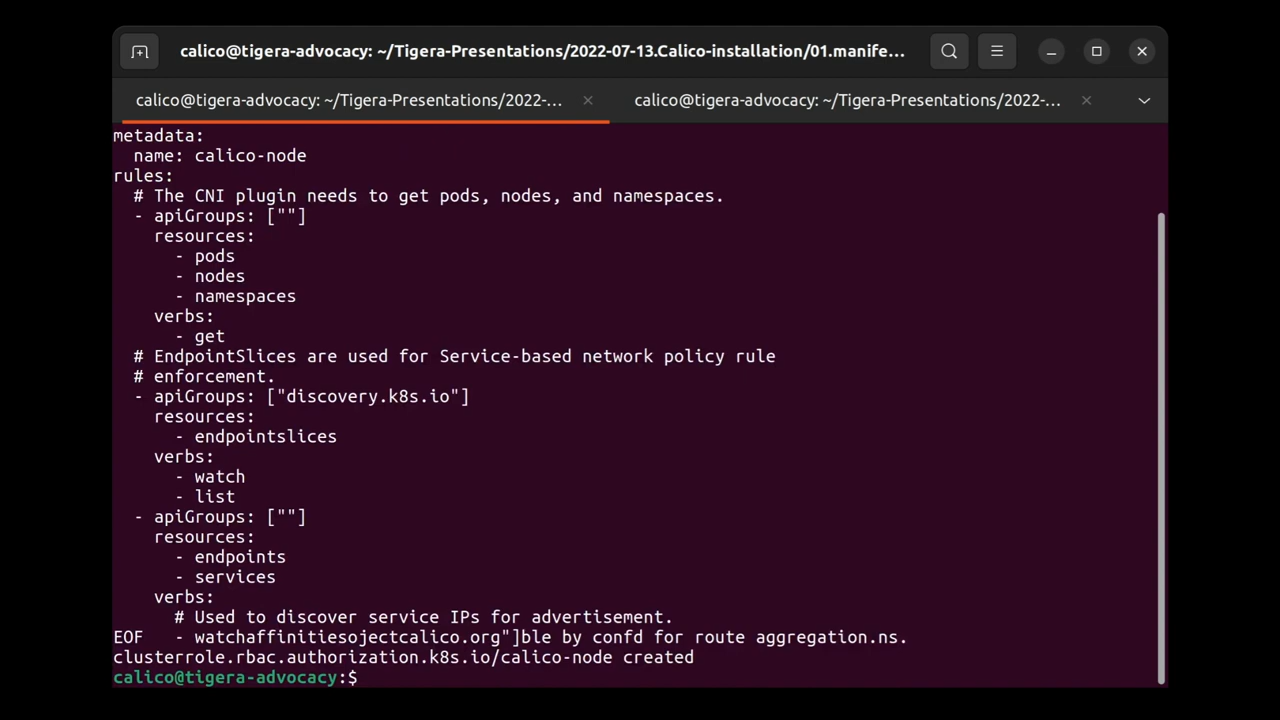 calico@tigera-advocacy: ~/Tigera-Presentations/2022-07-13.Calico-installation/01.manife...
calico@tigera-advocacy: ~/Tigera-Presentations/2022-... calico@tigera-advocacy: ~/Tigera-Presentations/2022-...
metadata:
  name: calico-node
rules:
  # The CNI plugin needs to get pods, nodes, and namespaces.
  - apiGroups: [""]
    resources:
      - pods
      - nodes
      - namespaces
    verbs:
      - get
  # EndpointSlices are used for Service-based network policy rule
  # enforcement.
  - apiGroups: ["discovery.k8s.io"]
    resources:
      - endpointslices
    verbs:
      - watch
      - list
  - apiGroups: [""]
    resources:
      - endpoints
      - services
    verbs:
      # Used to discover service IPs for advertisement.
EOF   - watchaffinitiesojectcalico.org"]ble by confd for route aggregation.ns.
clusterrole.rbac.authorization.k8s.io/calico-node created
calico@tigera-advocacy:$